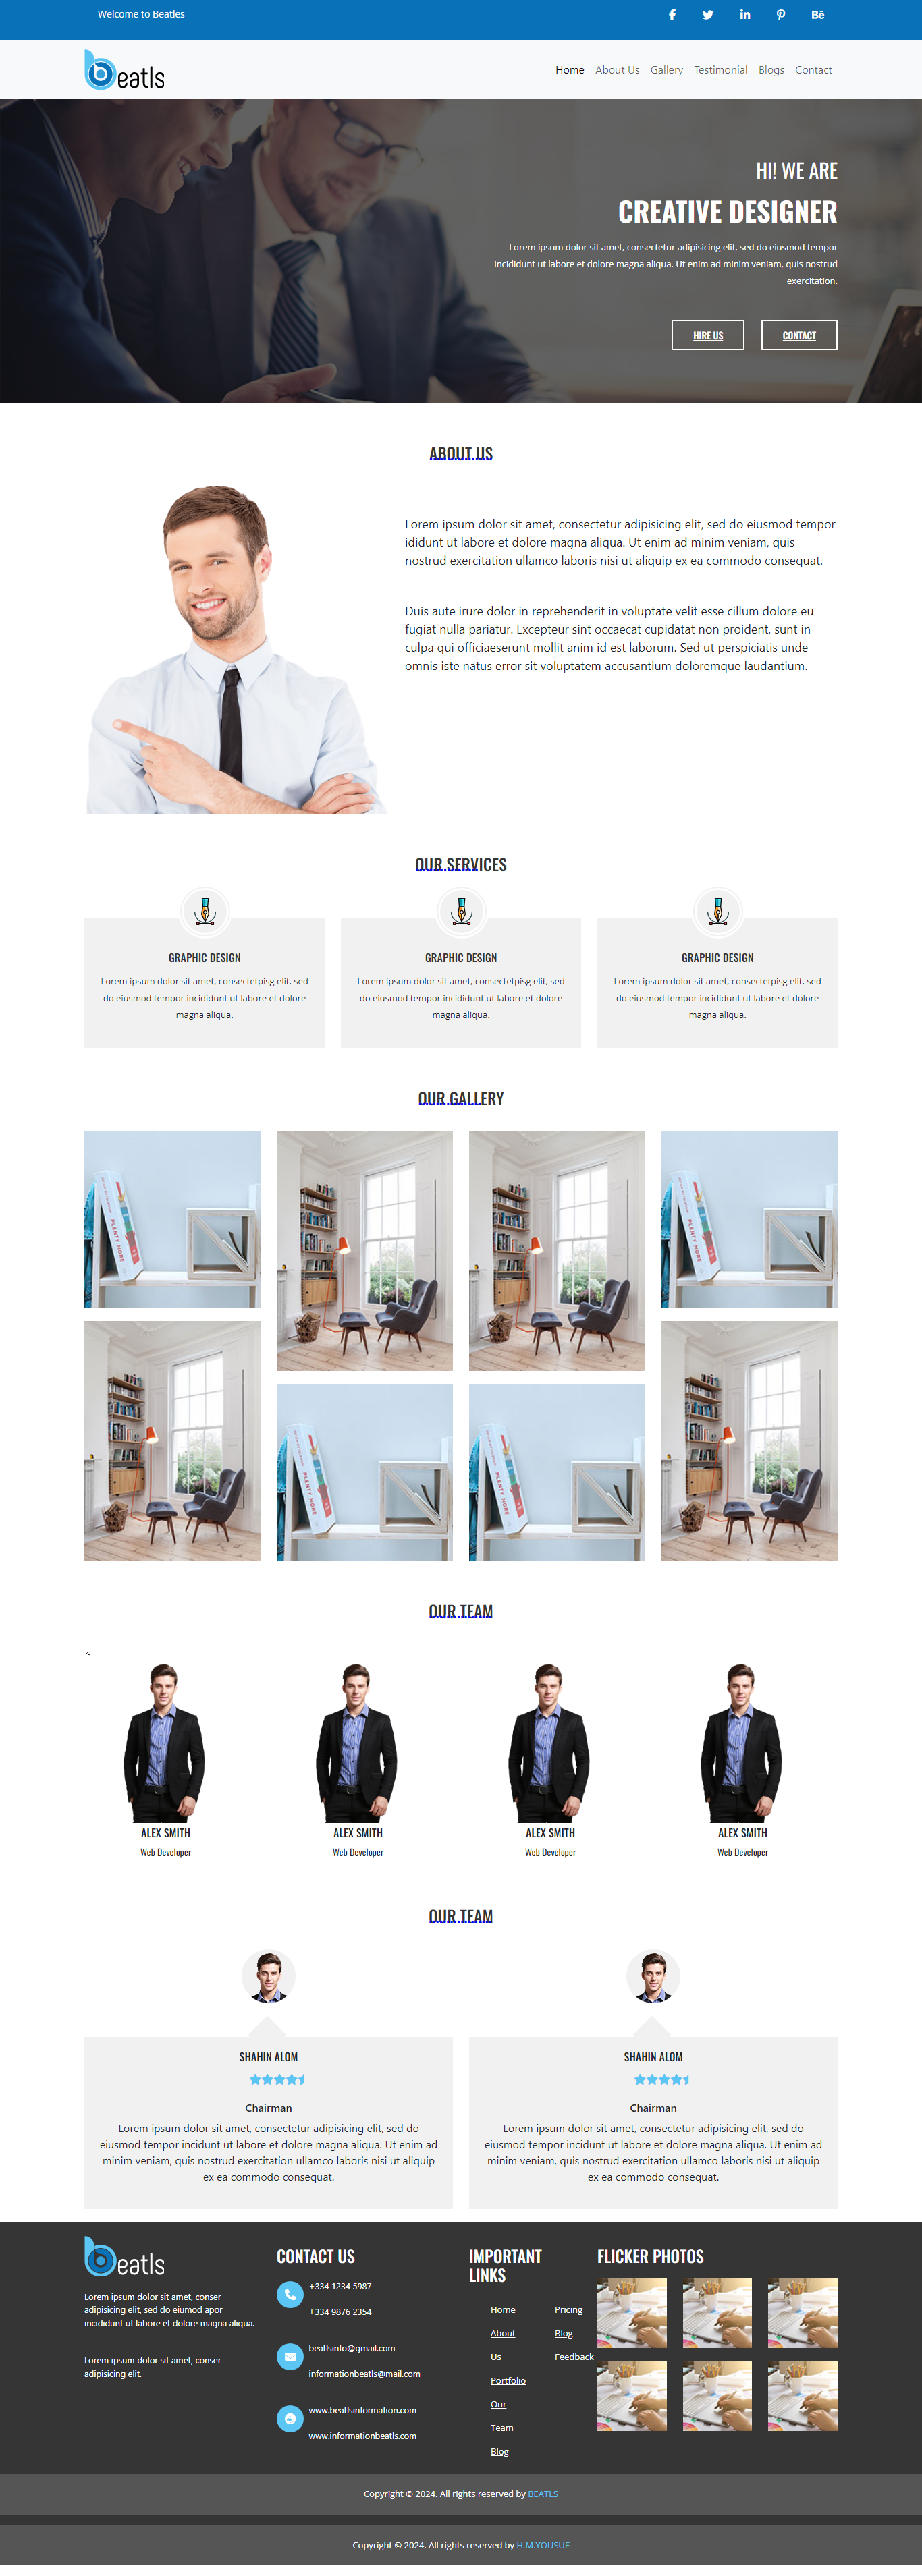 Welcome to Beatles
Bē
beatls
Home About Us Gallery Testimonial Blogs Contact
HI! WE ARE
CREATIVE DESIGNER
Lorem ipsum dolor sit amet, consectetur adipisicing elit, sed do eiusmod tempor
incididunt ut labore et dolore magna aliqua. Ut enim ad minim veniam, quis nostrud
exercitation.
HIRE US CONTACT
ABOUT US
Lorem ipsum dolor sit amet, consectetur adipisicing elit, sed do eiusmod tempor
ididunt ut labore et dolore magna aliqua. Ut enim ad minim veniam, quis
nostrud exercitation ullamco laboris nisi ut aliquip ex ea commodo consequat.
Duis aute irure dolor in reprehenderit in voluptate velit esse cillum dolore eu
fugiat nulla pariatur. Excepteur sint occaecat cupidatat non proident, sunt in
culpa qui officiaeserunt mollit anim id est laborum. Sed ut perspiciatis unde
omnis iste natus error sit voluptatem accusantium doloremque laudantium.
OUR SERVICES
GRAPHIC DESIGN
Lorem ipsum dolor sit amet, consectetpisg elit, sed
do eiusmod tempor incididunt ut labore et dolore
magna aliqua.
GRAPHIC DESIGN
Lorem ipsum dolor sit amet, consectetpisg elit, sed
do eiusmod tempor incididunt ut labore et dolore
magna aliqua.
GRAPHIC DESIGN
Lorem ipsum dolor sit amet, consectetpisg elit, sed
do eiusmod tempor incididunt ut labore et dolore
magna aliqua.
OUR GALLERY
PLENTY MORE
PLENTY MORE
PLENTY MORE
PLENTY MORE
OUR TEAM
<
ALEX SMITH
Web Developer
ALEX SMITH
Web Developer
ALEX SMITH
Web Developer
ALEX SMITH
Web Developer
OUR TEAM
SHAHIN ALOM
Chairman
Lorem ipsum dolor sit amet, consectetur adipisicing elit, sed do
eiusmod tempor incidunt ut labore et dolore magna aliqua. Ut enim ad
minim veniam, quis nostrud exercitation ullamco laboris nisi ut aliquip
ex ea commodo consequat.
SHAHIN ALOM
Chairman
Lorem ipsum dolor sit amet, consectetur adipisicing elit, sed do
eiusmod tempor incidunt ut labore et dolore magna aliqua. Ut enim ad
minim veniam, quis nostrud exercitation ullamco laboris nisi ut aliquip
ex ea commodo consequat.
beatls
Lorem ipsum dolor sit amet, conser
adipisicing elit, sed do eiumod apor
incididunt ut labore et dolore magna aliqua.
Lorem ipsum dolor sit amet, conser
adipisicing elit.
CONTACT US
+334 1234 5987
+334 9876 2354
beatlsinfo@gmail.com
informationbeatls@mail.com
www.beatlsinformation.com
www.informationbeatls.com
IMPORTANT
LINKS
Home
About
Us
Portfolio
Our
Team
Blog
Pricing
Blog
Feedback
FLICKER PHOTOS
Copyright © 2024. All rights reserved by BEATLS
Copyright © 2024. All rights reserved by H.M.YOUSUF